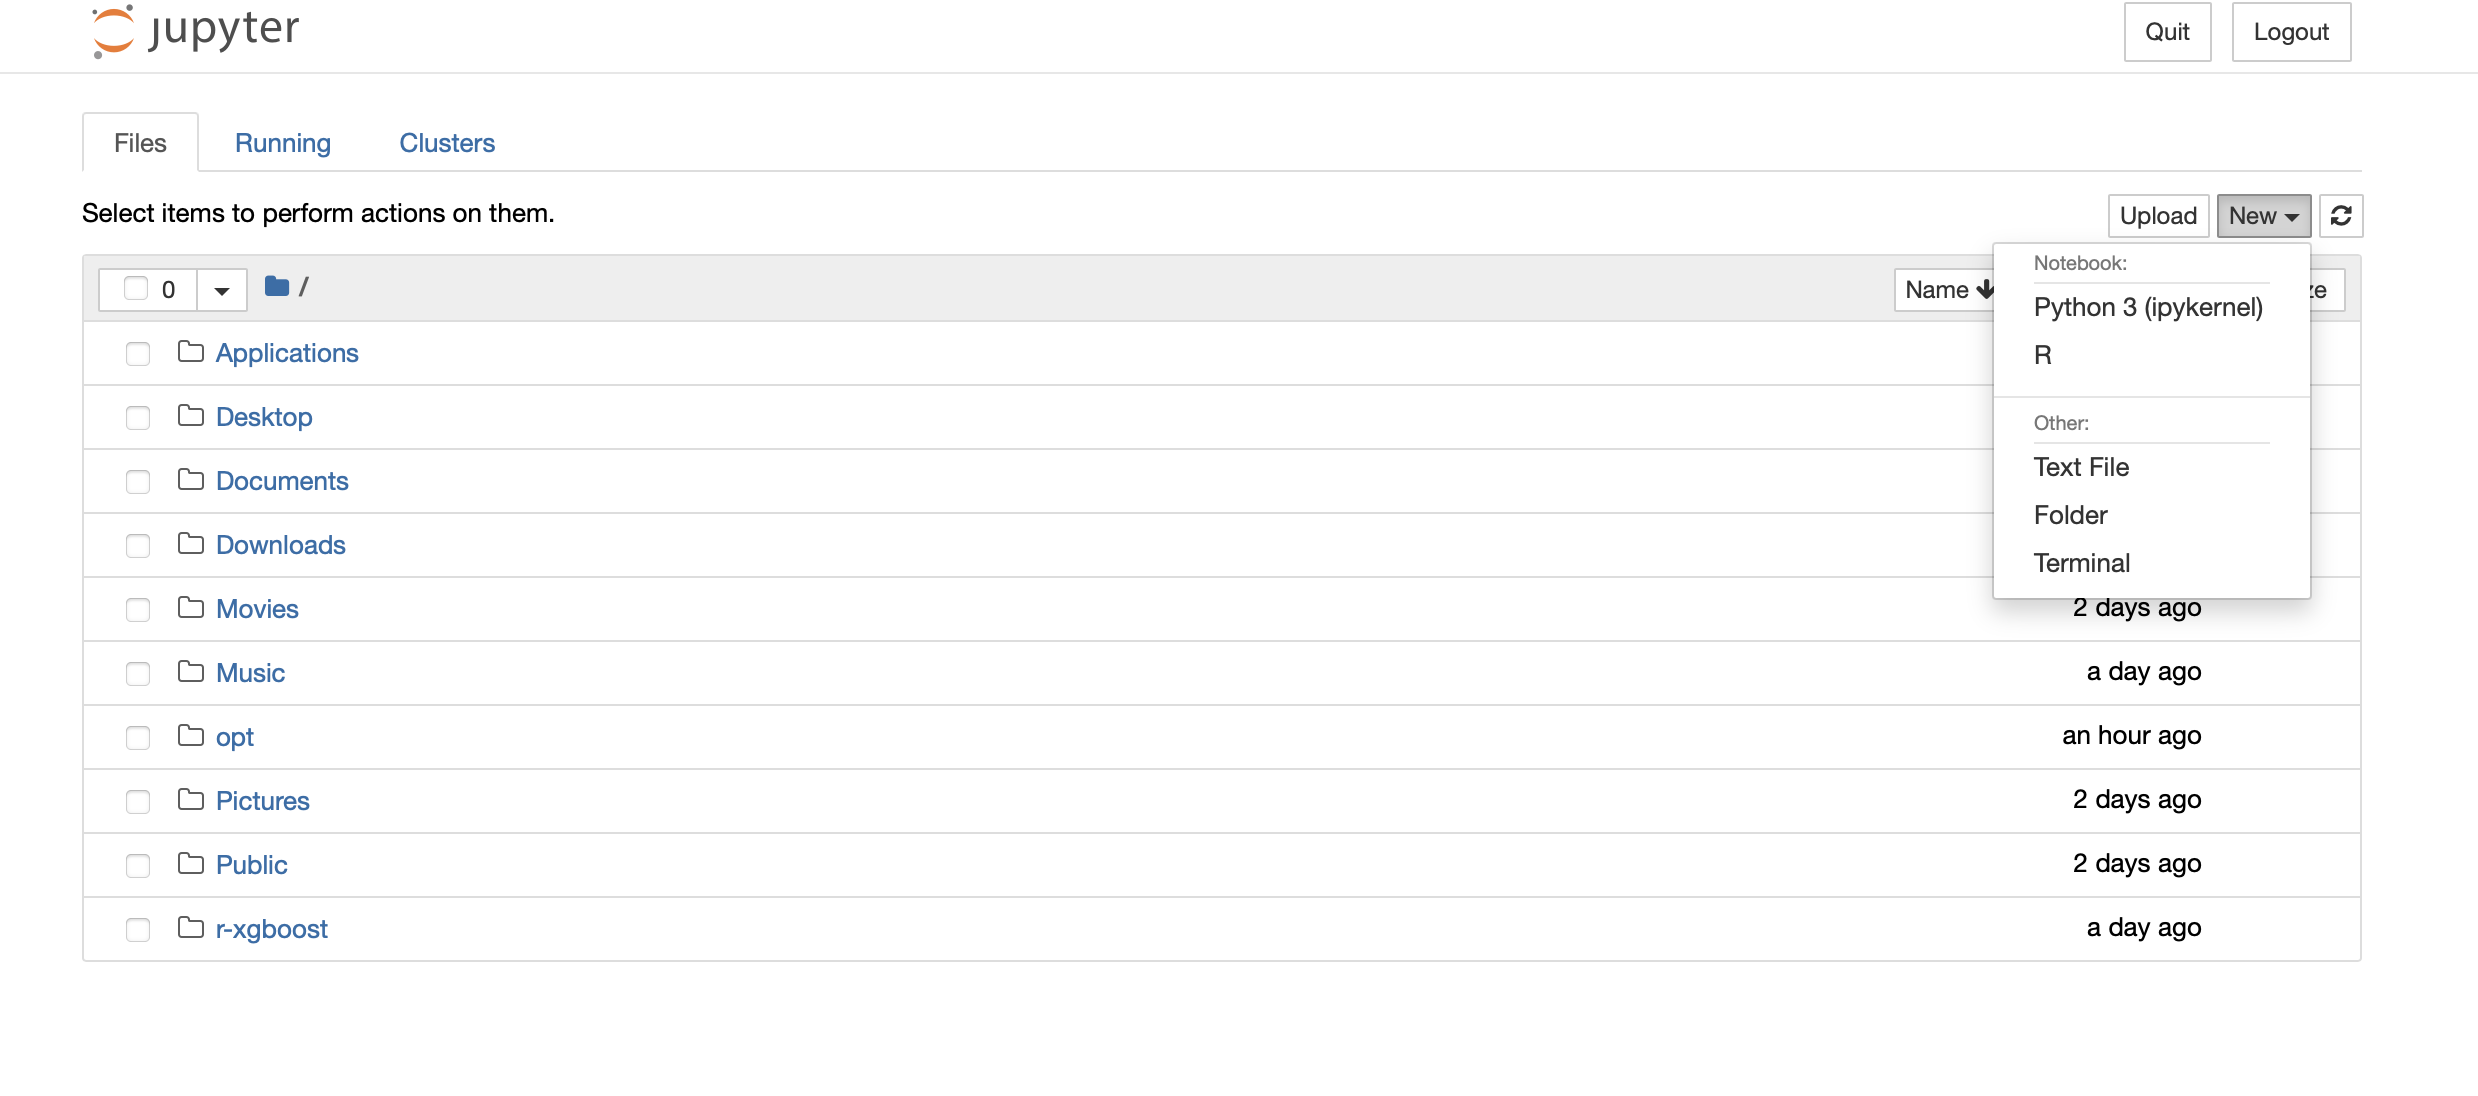 jupyter
Quit
Logout
Files
Running
Clusters
Select items to perform actions on them.
Upload
New
0
/
Name
Notebook:
Python 3 (ipykernel)
R
Other:
Text File
Folder
Terminal
Applications
Desktop
Documents
Downloads
Movies
2 days ago
Music
a day ago
opt
an hour ago
Pictures
2 days ago
Public
2 days ago
r-xgboost
a day ago